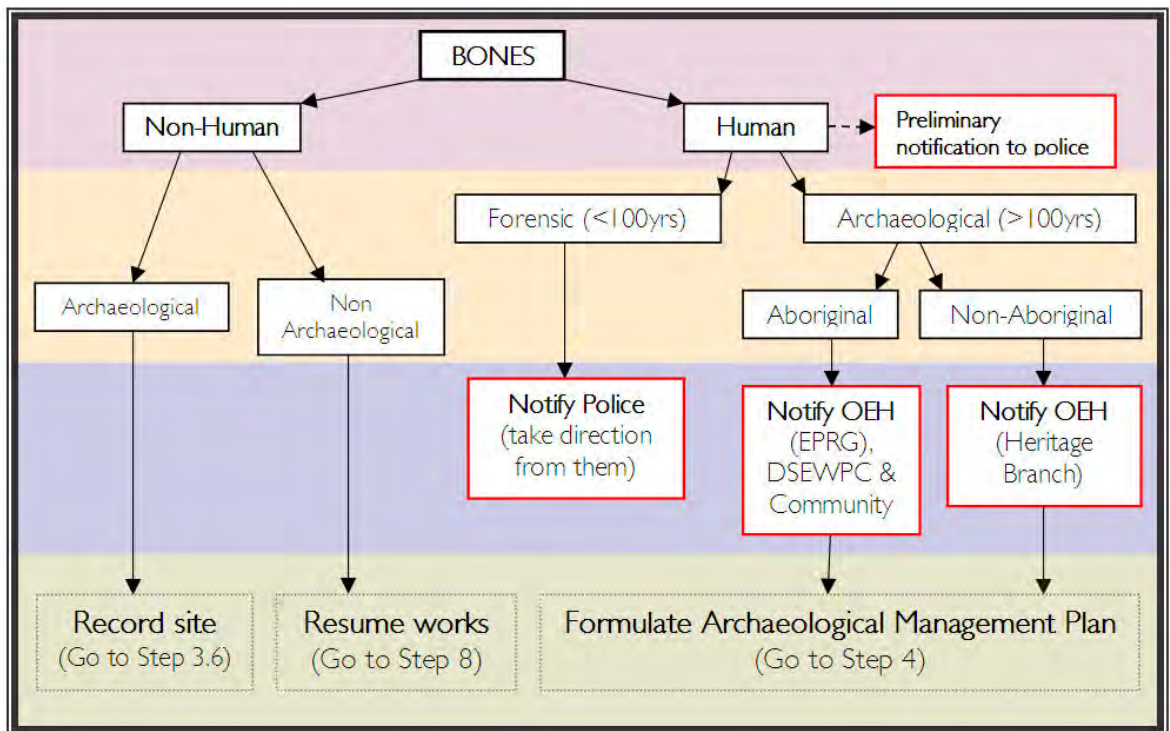 BONES
Non-Human
Human
Preliminary
notification to police
Forensic (<100yrs)
Archaeological (>100yrs)
Archaeological
Non
Archaeological
Aboriginal
Non-Aboriginal
Notify Police
(take direction
from them)
Notify OEH
(EPRG),
DSEWPC &
Community
Notify OEH
(Heritage
Branch)
Record site
(Go to Step 3.6)
Resume works
(Go to Step 8)
Formulate Archaeological Management Plan
(Go to Step 4)